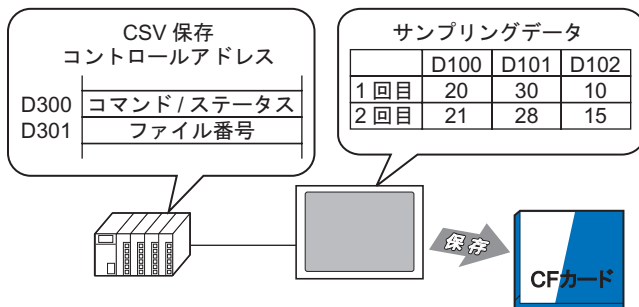 CSV 保存
コントロールアドレス
D300 コマンド / ステータス
D301 ファイル番号
サンプリングデータ
D100 D101 D102
1 回目 20 30 10
2 回目 21 28 15
保存
CFカード